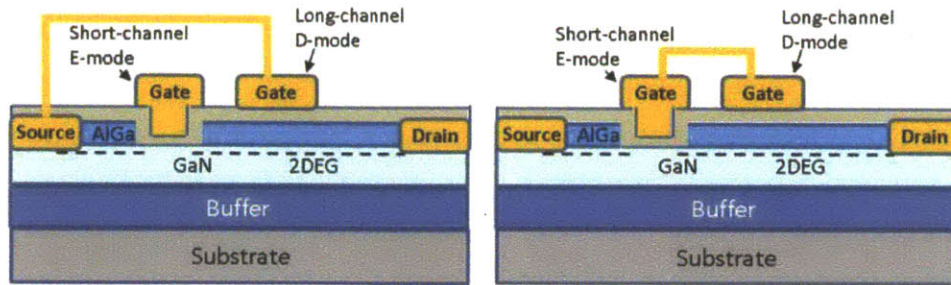 Short-channel
E-mode
Long-channel
D-mode
Gate
Gate
Source
AlGa
Drain
GaN
2DEG
Buffer
Substrate
Short-channel
E-mode
Long-channel
D-mode
Gate
Gate
Source
AlGa
Drain
GaN
2DEG
Buffer
Substrate